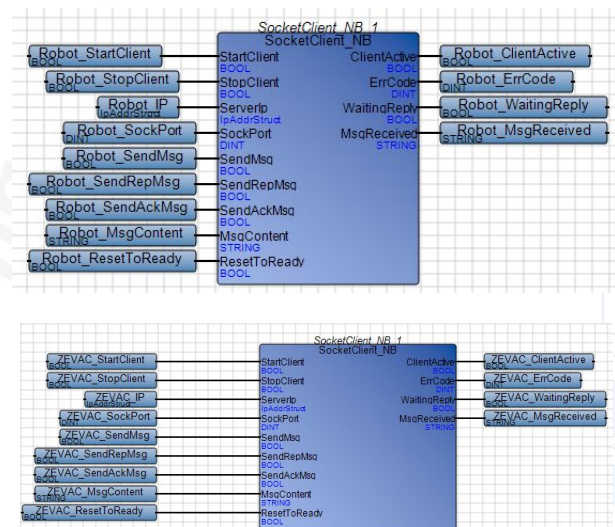 SocketClient_NB_1
SocketClient_NB
Robot_StartClient BOOL StartClient BOOL ClientActive BOOL Robot_ClientActive BOOL
Robot_StopClient BOOL StopClient BOOL ErrCode DINT Robot_ErrCode DINT
Robot_IP IpAddrStruct ServerIp IpAddrStruct WaitingReply BOOL Robot_WaitingReply BOOL
Robot_SockPort DINT SockPort DINT MsgReceived STRING Robot_MsgReceived STRING
Robot_SendMsg BOOL SendMsg BOOL
Robot_SendRepMsg BOOL SendRepMsg BOOL
Robot_SendAckMsg BOOL SendAckMsg BOOL
Robot_MsgContent STRING MsgContent STRING
Robot_ResetToReady BOOL ResetToReady BOOL
SocketClient_NB_1
SocketClient_NB
ZEVAC_StartClient BOOL StartClient BOOL ClientActive BOOL ZEVAC_ClientActive BOOL
ZEVAC_StopClient BOOL StopClient BOOL ErrCode DINT ZEVAC_ErrCode DINT
ZEVAC_IP IpAddrStruct ServerIp IpAddrStruct WaitingReply BOOL ZEVAC_WaitingReply BOOL
ZEVAC_SockPort DINT SockPort DINT MsgReceived STRING ZEVAC_MsgReceived STRING
ZEVAC_SendMsg BOOL SendMsg BOOL
ZEVAC_SendRepMsg BOOL SendRepMsg BOOL
ZEVAC_SendAckMsg BOOL SendAckMsg BOOL
ZEVAC_MsgContent STRING MsgContent STRING
ZEVAC_ResetToReady BOOL ResetToReady BOOL